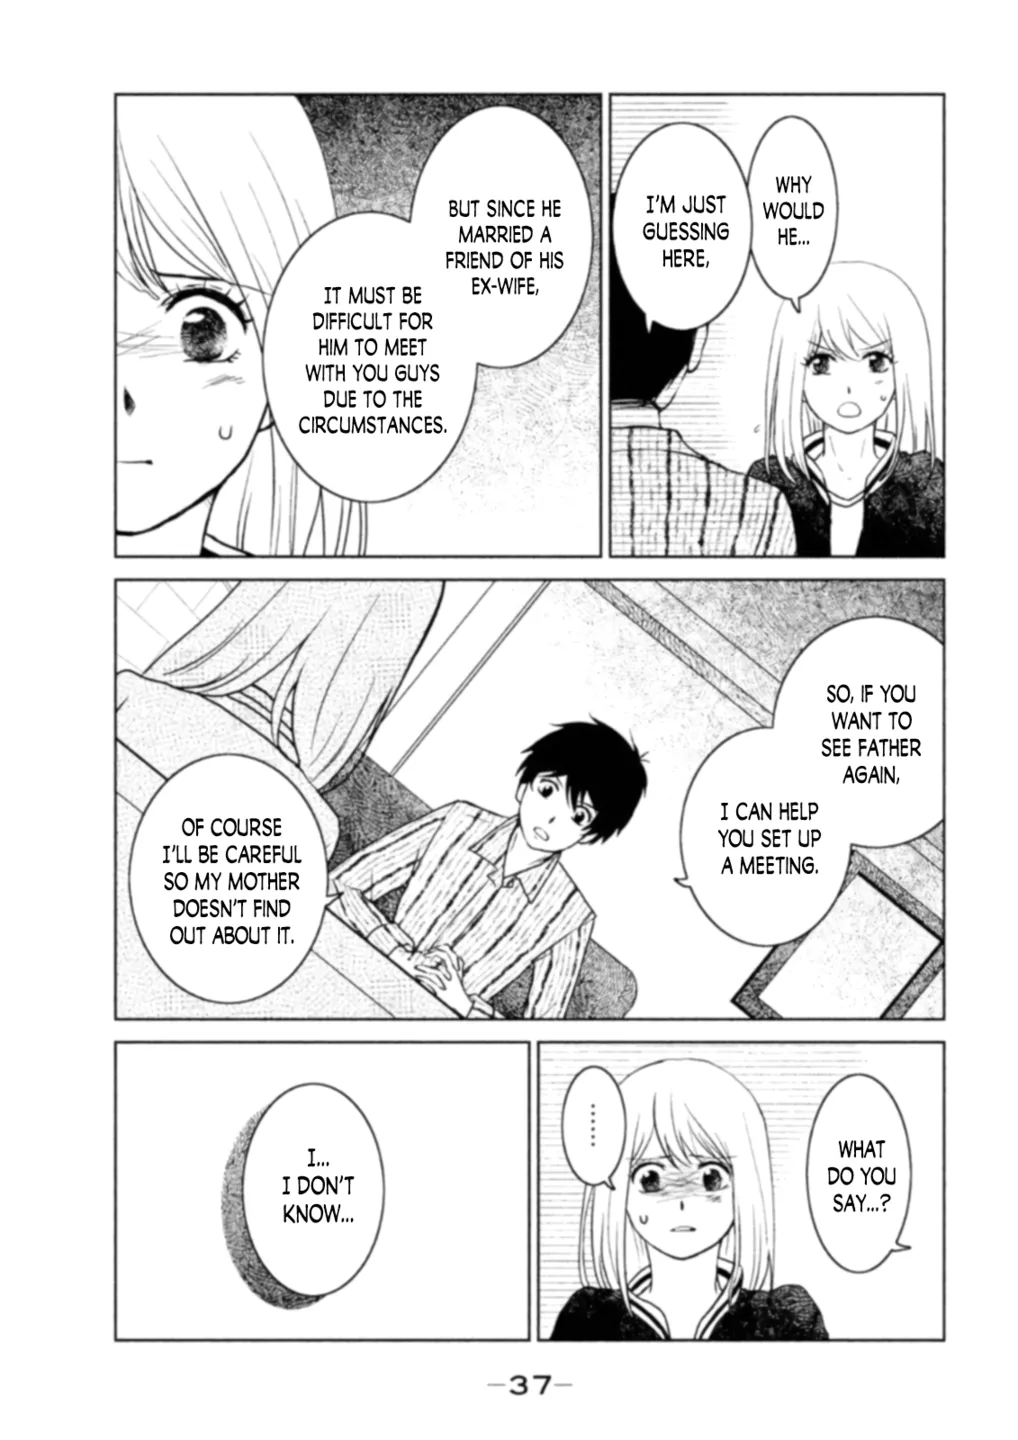 WHY
WOULD
HE...
I'M JUST
GUESSING
HERE,
BUT SINCE HE
MARRIED A
FRIEND OF HIS
EX-WIFE,
IT MUST BE
DIFFICULT FOR
HIM TO MEET
WITH YOU GUYS
DUE TO THE
CIRCUMSTANCES.
SO, IF YOU
WANT TO
SEE FATHER
AGAIN,
I CAN HELP
YOU SET UP
A MEETING.
OF COURSE
I'LL BE CAREFUL
SO MY MOTHER
DOESN'T FIND
OUT ABOUT IT.
WHAT
DO YOU
SAY...?
......
I...
I DON'T
KNOW...
—37—